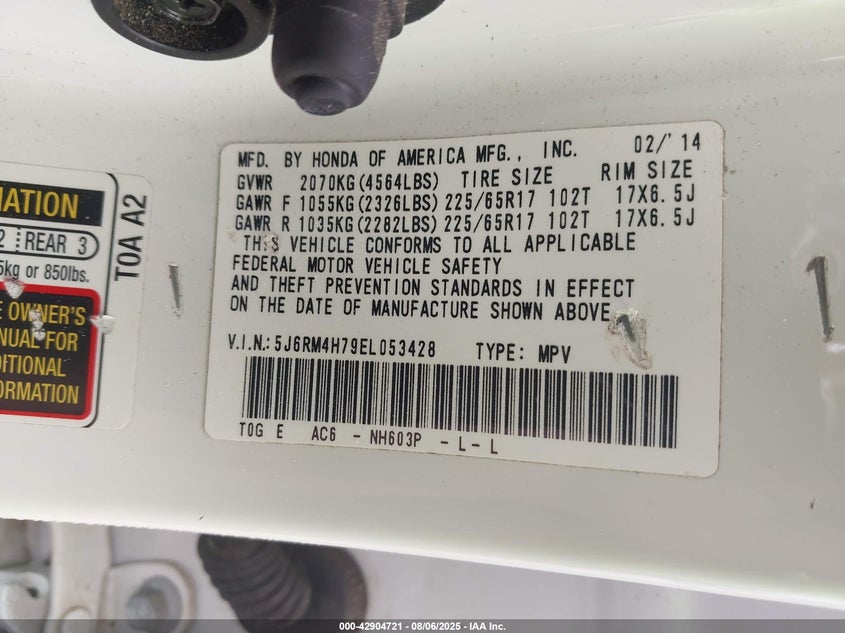 MFD. BY HONDA OF AMERICA MFG., INC. 02/'14
GVWR 2070KG(4564LBS) TIRE SIZE RIM SIZE
GAWR F 1055KG(2326LBS) 225/65R17 102T 17X6.5J
GAWR R 1035KG(2282LBS) 225/65R17 102T 17X6.5J
THIS VEHICLE CONFORMS TO ALL APPLICABLE
FEDERAL MOTOR VEHICLE SAFETY
AND THEFT PREVENTION STANDARDS IN EFFECT
ON THE DATE OF MANUFACTURE SHOWN ABOVE.
V.I.N.: 5J6RM4H79EL053428 TYPE: MPV
T0G E AC6 - NH603P - L - L
MATION
2 REAR 3
5kg or 850lbs.
OWNER'S
FOR
T0A A2
1
000-42904721 - 08/06/2025 - IAA Inc.